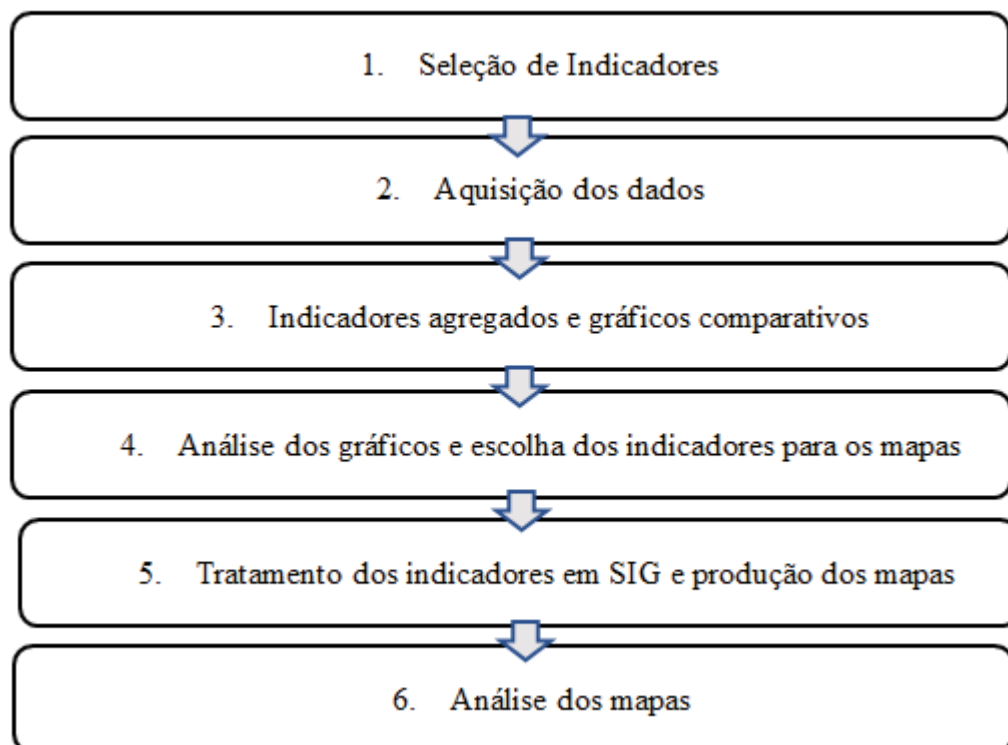 1. Seleção de Indicadores
2. Aquisição dos dados
3. Indicadores agregados e gráficos comparativos
4. Análise dos gráficos e escolha dos indicadores para os mapas
5. Tratamento dos indicadores em SIG e produção dos mapas
6. Análise dos mapas